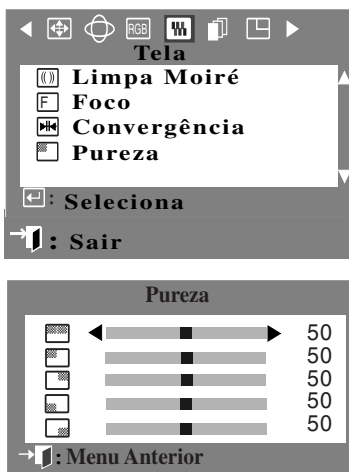 RGB
Tela
Limpa Moiré
F Foco
Convergência
Pureza
: Seleciona
: Sair
Pureza
50
50
50
50
50
: Menu Anterior